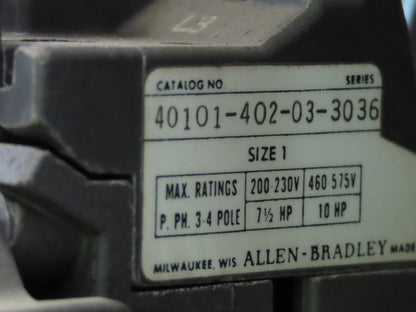 L3
CATALOG NO. SERIES
40101-402-03-3036
SIZE 1
MAX. RATINGS 200-230V 460-575V
P. PH. 3-4 POLE 7½ HP 10 HP
MILWAUKEE, WIS. ALLEN-BRADLEY MADE